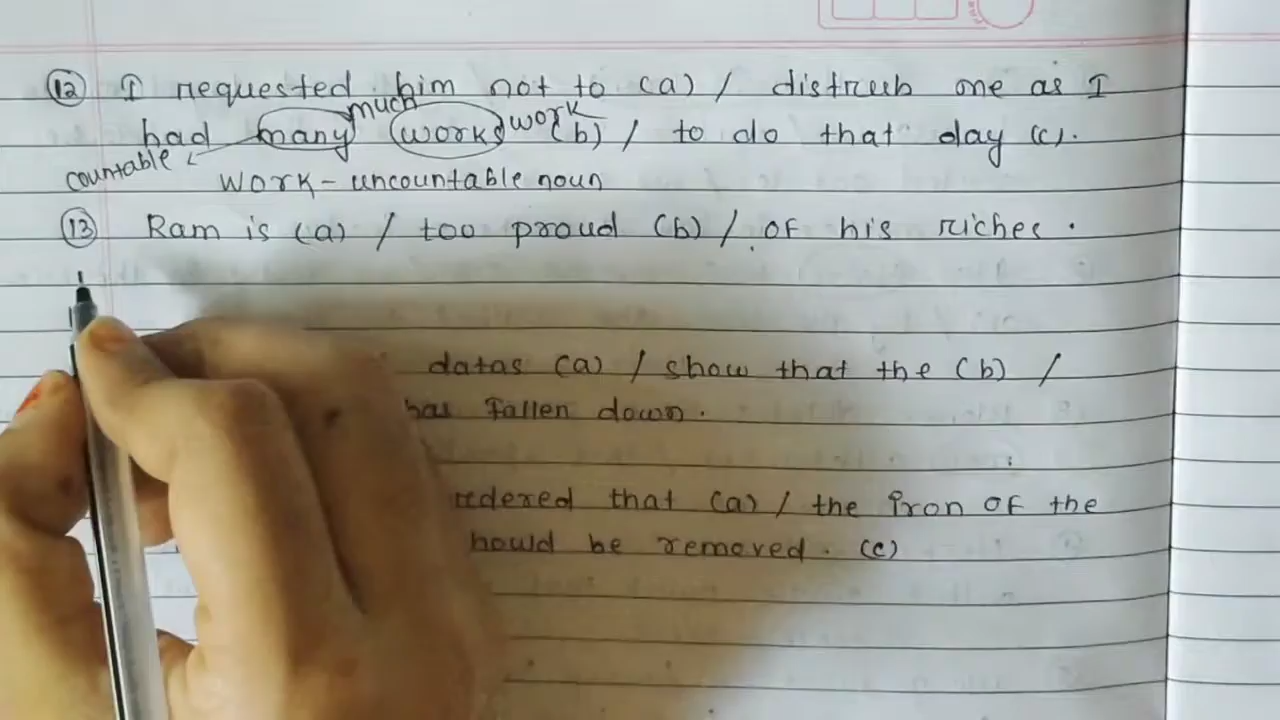 12 I requested him not to (a) / distrub me as I
much work
had many works (b) / to do that day (c).
countable
work - uncountable noun
13 Ram is (a) / too proud (b) / of his riches.
datas (a) / show that the (b) /
has fallen down.
that (a) / the iron of the
be removed. (c)